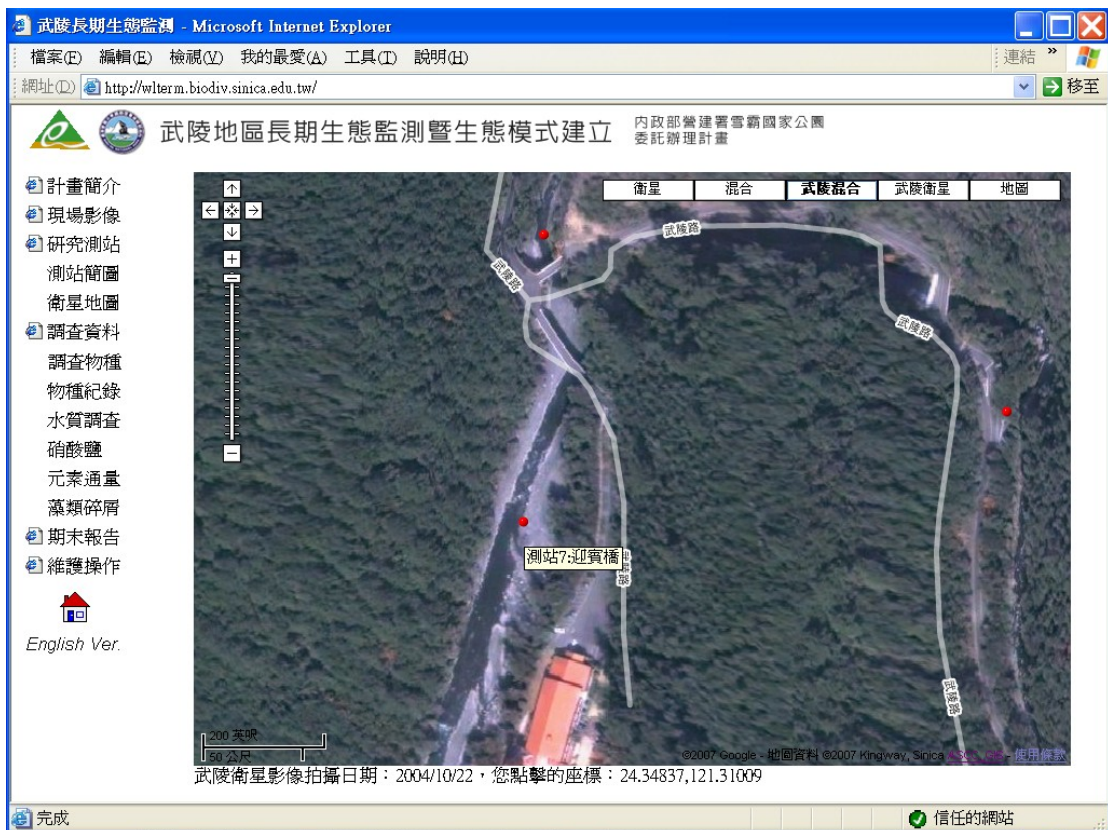 武陵長期生態監測 - Microsoft Internet Explorer
檔案(F) 編輯(E) 檢視(V) 我的最愛(A) 工具(T) 說明(H) 連結 »
網址(D) http://wlterm.biodiv.sinica.edu.tw/ 移至
武陵地區長期生態監測暨生態模式建立
內政部營建署雪霸國家公園
委託辦理計畫
計畫簡介
現場影像
研究測站
測站簡圖
衛星地圖
調查資料
調查物種
物種紀錄
水質調查
硝酸鹽
元素通量
藻類碎屑
期末報告
維護操作
English Ver.
衛星 混合 武陵混合 武陵衛星 地圖
武陵路
武陵路
武陵路
測站7:迎賓橋
武陵路
武陵路
200 英呎
50 公尺
©2007 Google - 地圖資料 ©2007 Kingway, Sinica - 使用條款
武陵衛星影像拍攝日期：2004/10/22，您點擊的座標：24.34837,121.31009
完成 信任的網站